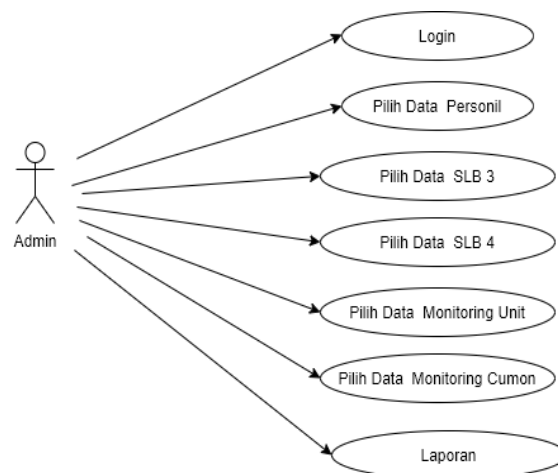 Login
Pilih Data Personil
Pilih Data SLB 3
Admin
Pilih Data SLB 4
Pilih Data Monitoring Unit
Pilih Data Monitoring Cumon
Laporan